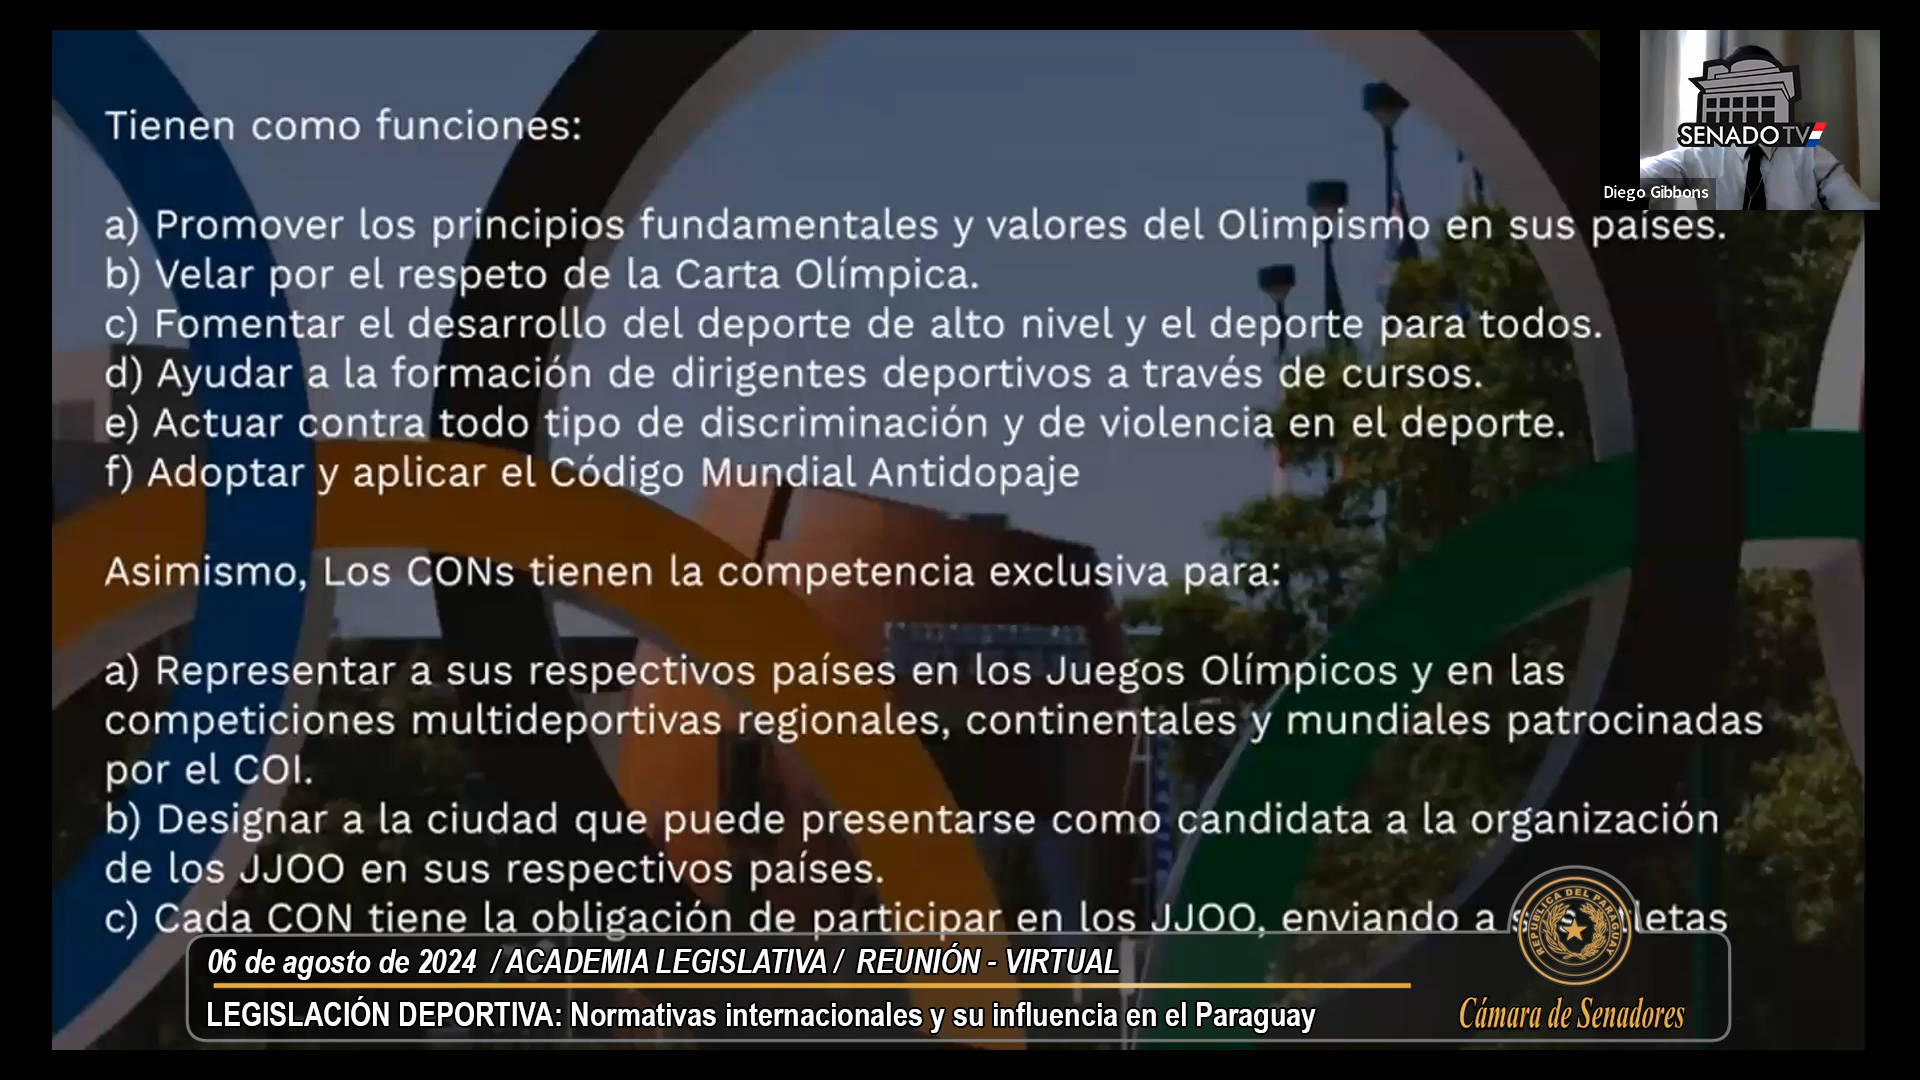 Tienen como funciones:
SENADO TV
Diego Gibbons
a) Promover los principios fundamentales y valores del Olimpismo en sus países.
b) Velar por el respeto de la Carta Olímpica.
c) Fomentar el desarrollo del deporte de alto nivel y el deporte para todos.
d) Ayudar a la formación de dirigentes deportivos a través de cursos.
e) Actuar contra todo tipo de discriminación y de violencia en el deporte.
f) Adoptar y aplicar el Código Mundial Antidopaje
Asimismo, Los CONs tienen la competencia exclusiva para:
a) Representar a sus respectivos países en los Juegos Olímpicos y en las
competiciones multideportivas regionales, continentales y mundiales patrocinadas
por el COI.
b) Designar a la ciudad que puede presentarse como candidata a la organización
de los JJOO en sus respectivos países.
c) Cada CON tiene la obligación de participar en los JJOO, enviando a
REPUBLICA DEL PARAGUAY
06 de agosto de 2024 / ACADEMIA LEGISLATIVA / REUNIÓN - VIRTUAL
LEGISLACIÓN DEPORTIVA: Normativas internacionales y su influencia en el Paraguay
Cámara de Senadores